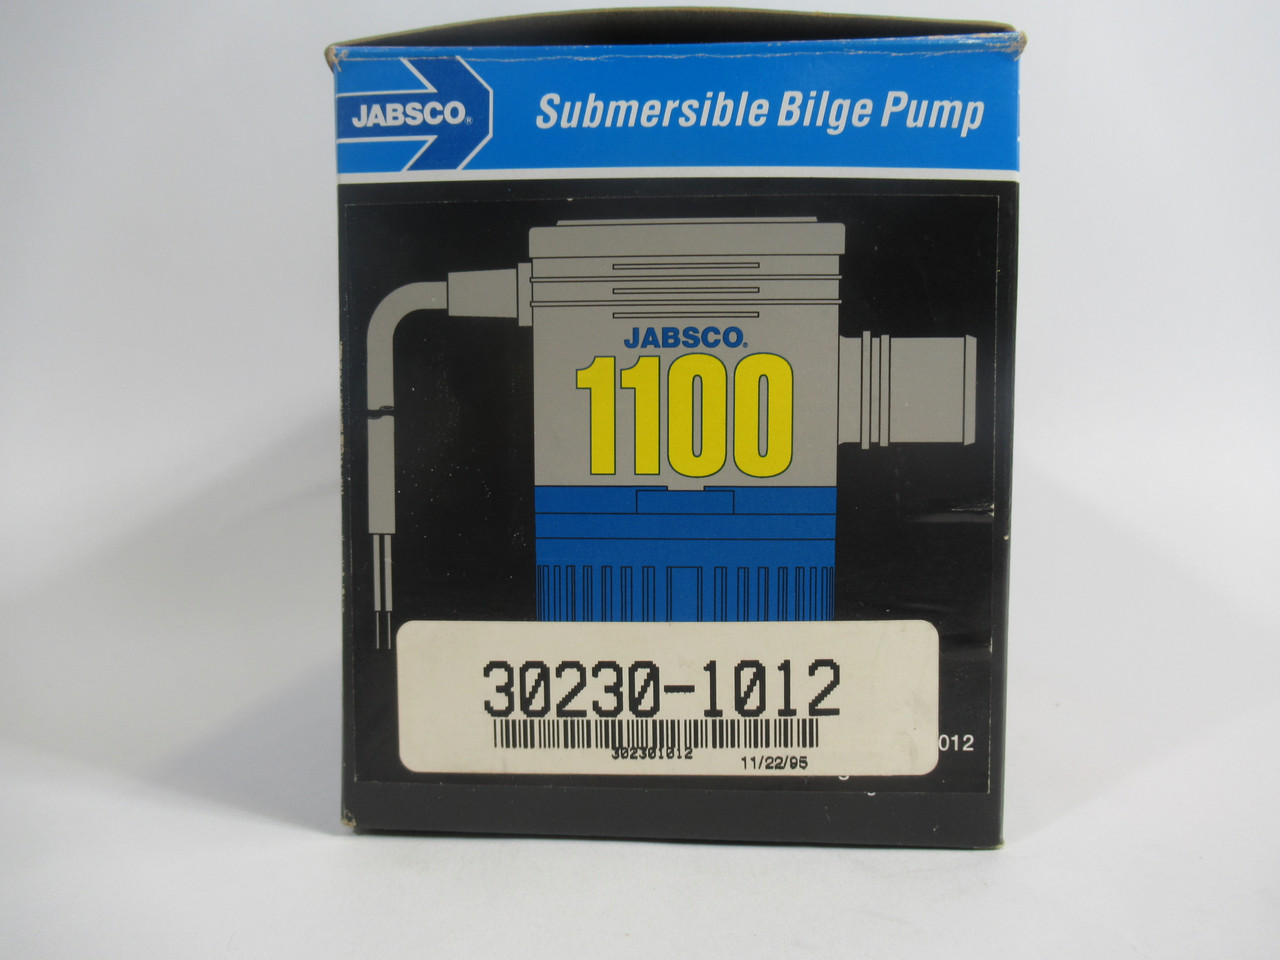 JABSCO®
Submersible Bilge Pump
JABSCO®
1100
30230-1012
302301012
11/22/95
012